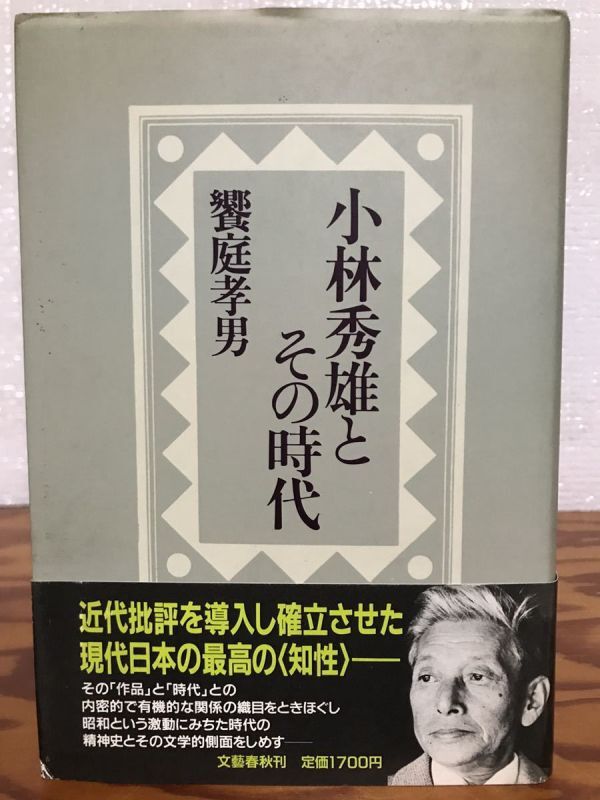 小林秀雄と
その時代
饗庭孝男
近代批評を導入し確立させた
現代日本の最高の〈知性〉──
その「作品」と「時代」との
内密的で有機的な関係の織目をときほぐし
昭和という激動にみちた時代の
精神史とその文学的側面をしめす──
文藝春秋刊 定価1700円